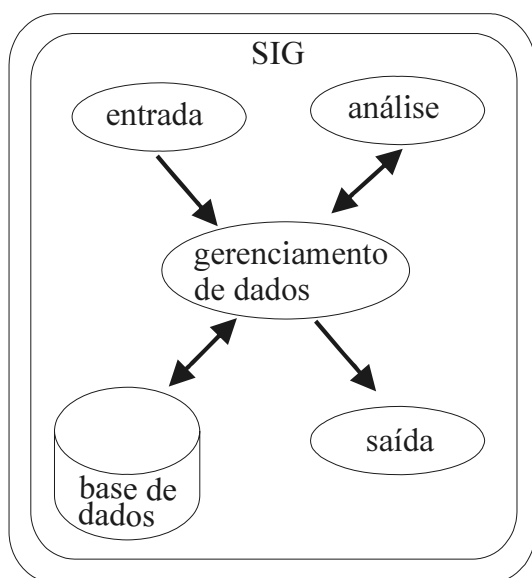 SIG
entrada
análise
gerenciamento
de dados
base de
dados
saída